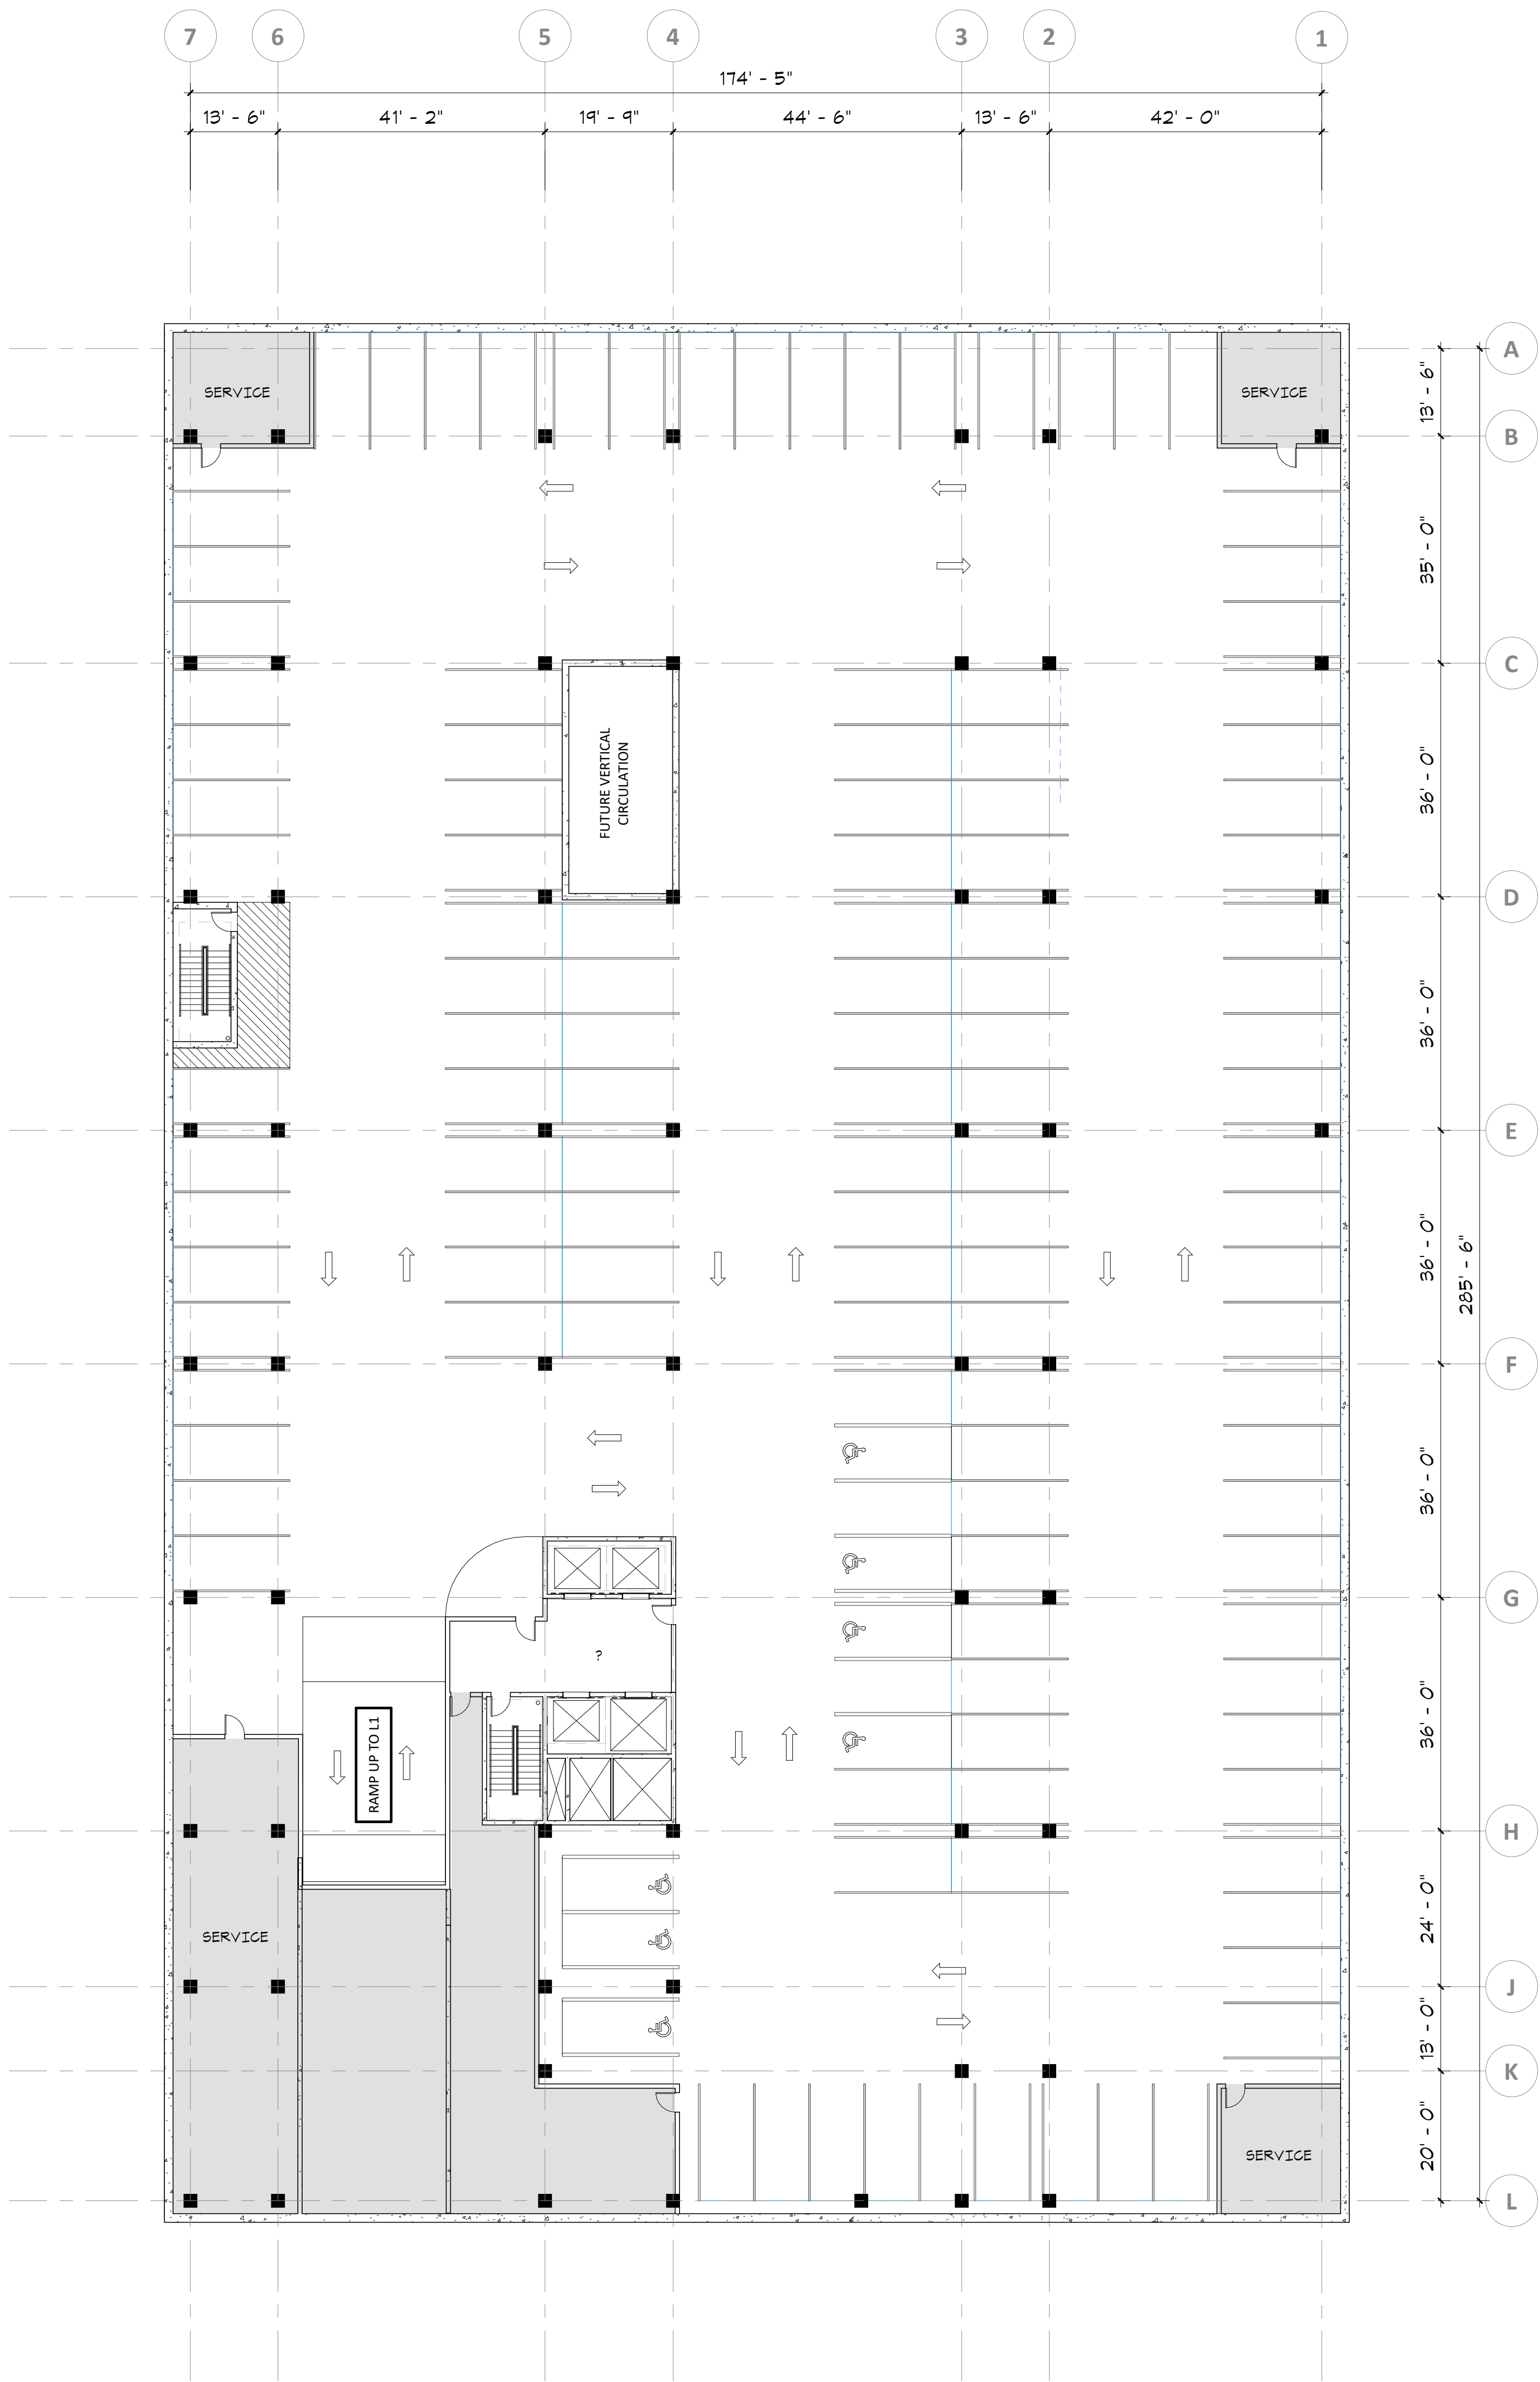 7 6 5 4 3 2 1
174' - 5"
13' - 6" 41' - 2" 19' - 9" 44' - 6" 13' - 6" 42' - 0"
A
13' - 6"
SERVICE SERVICE
B
35' - 0"
C
FUTURE VERTICAL
CIRCULATION
36' - 0"
D
36' - 0"
E
36' - 0"
285' - 6"
F
36' - 0"
G
?
36' - 0"
RAMP UP TO L1
H
24' - 0"
SERVICE
J
13' - 0"
K
20' - 0"
SERVICE
L